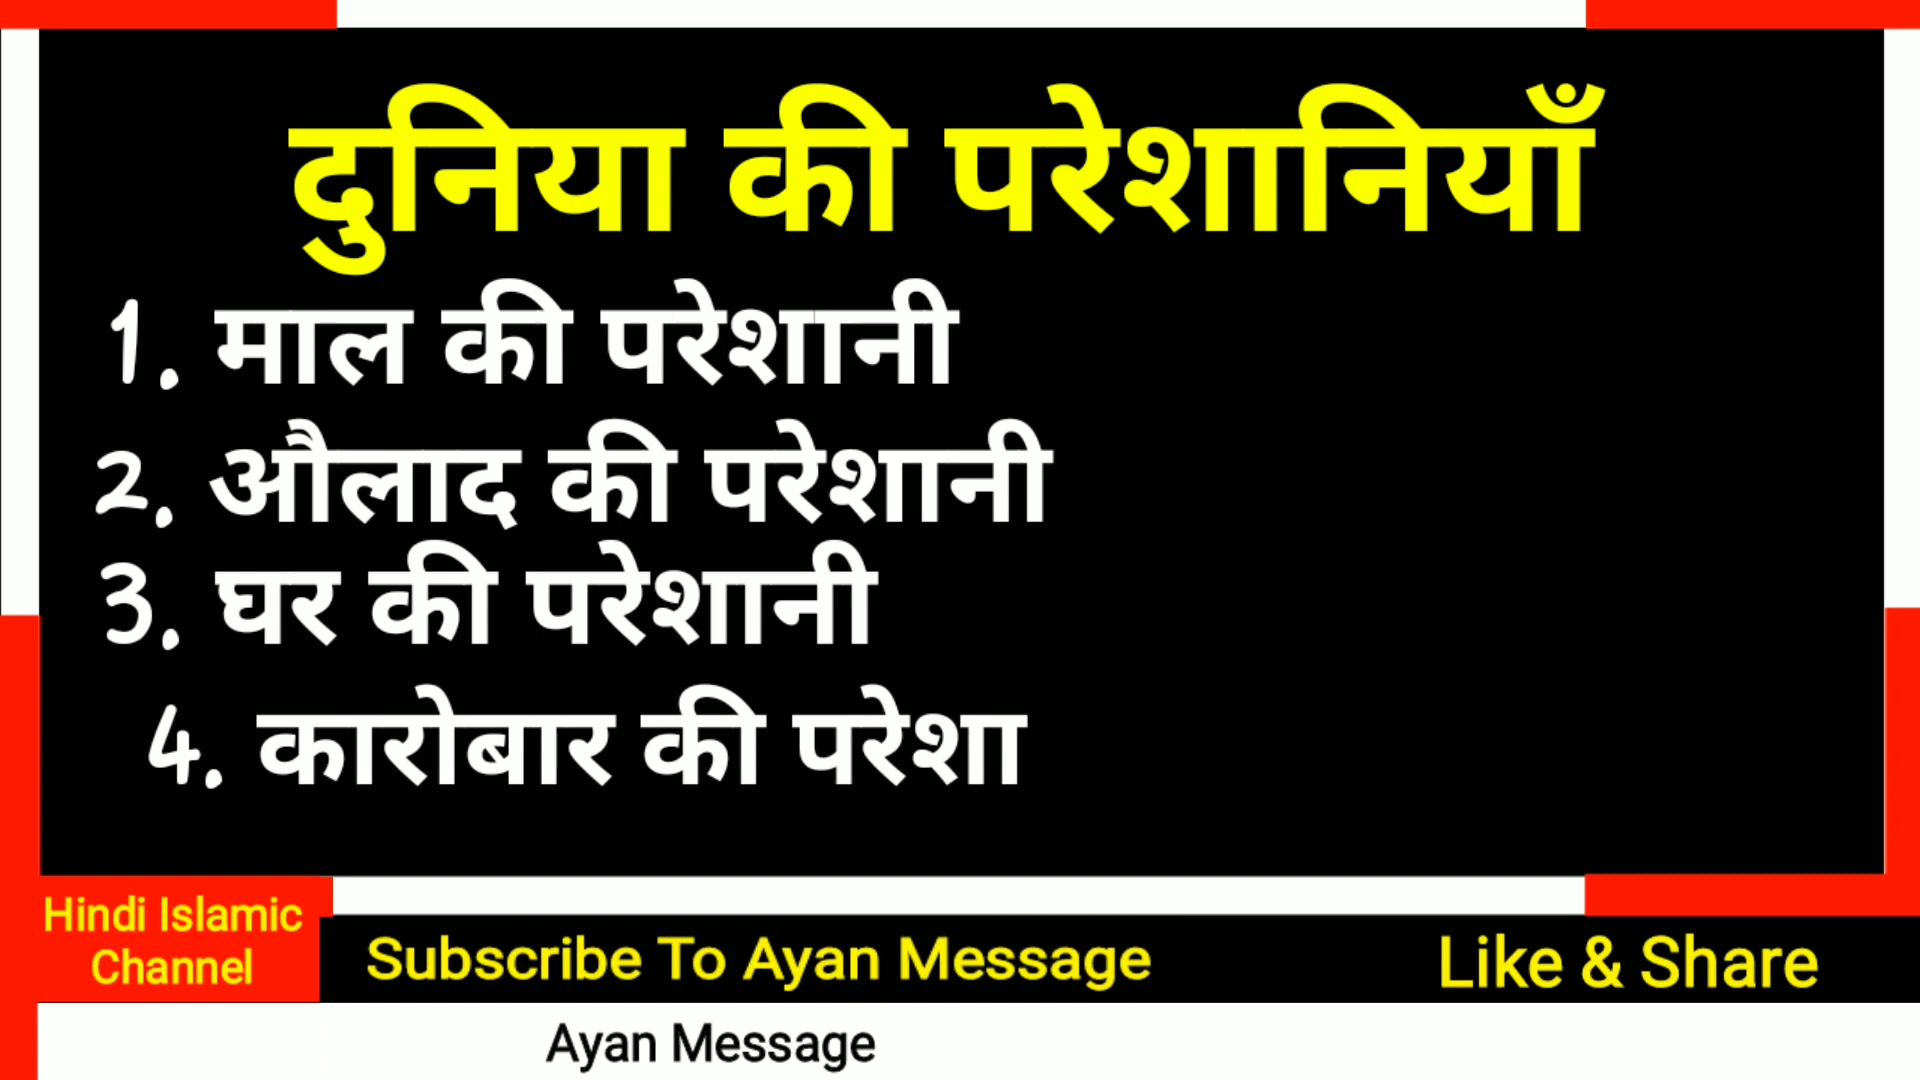 दुनिया की परेशानियाँ
1. माल की परेशानी
2. औलाद की परेशानी
3. घर की परेशानी
4. कारोबार की परेशा
Hindi Islamic
Channel
Subscribe To Ayan Message
Like & Share
Ayan Message